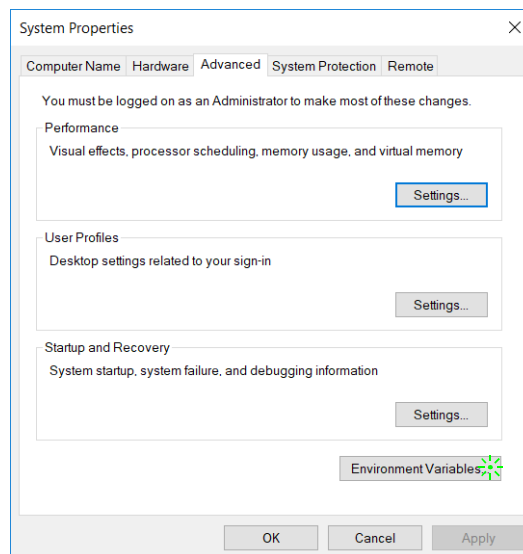 System Properties
Computer Name Hardware Advanced System Protection Remote
You must be logged on as an Administrator to make most of these changes.
Performance
Visual effects, processor scheduling, memory usage, and virtual memory
Settings...
User Profiles
Desktop settings related to your sign-in
Settings...
Startup and Recovery
System startup, system failure, and debugging information
Settings...
Environment Variables...
OK Cancel Apply